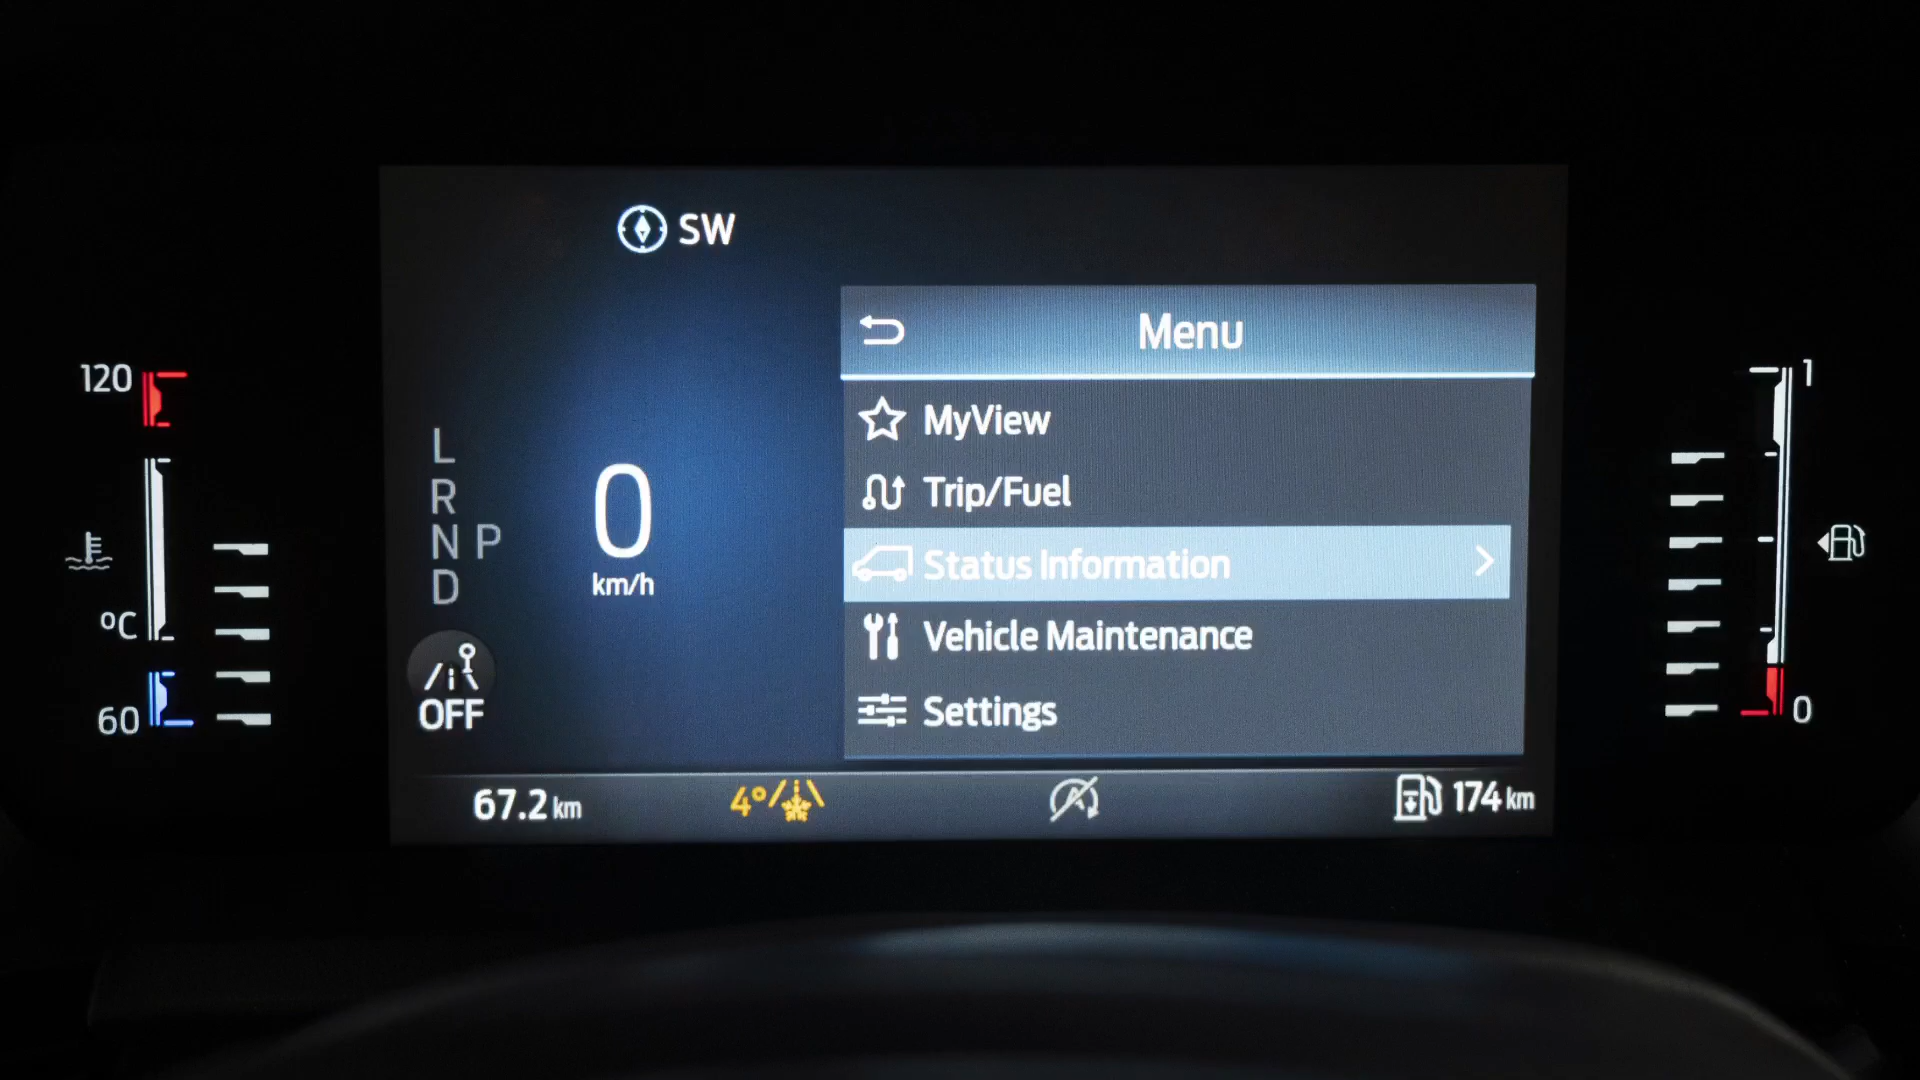 SW
Menu
MyView
Trip/Fuel
Status Information
Vehicle Maintenance
Settings
120
°C
60
L
R
N P
D
0
km/h
OFF
1
0
67.2 km
4°
A
174 km